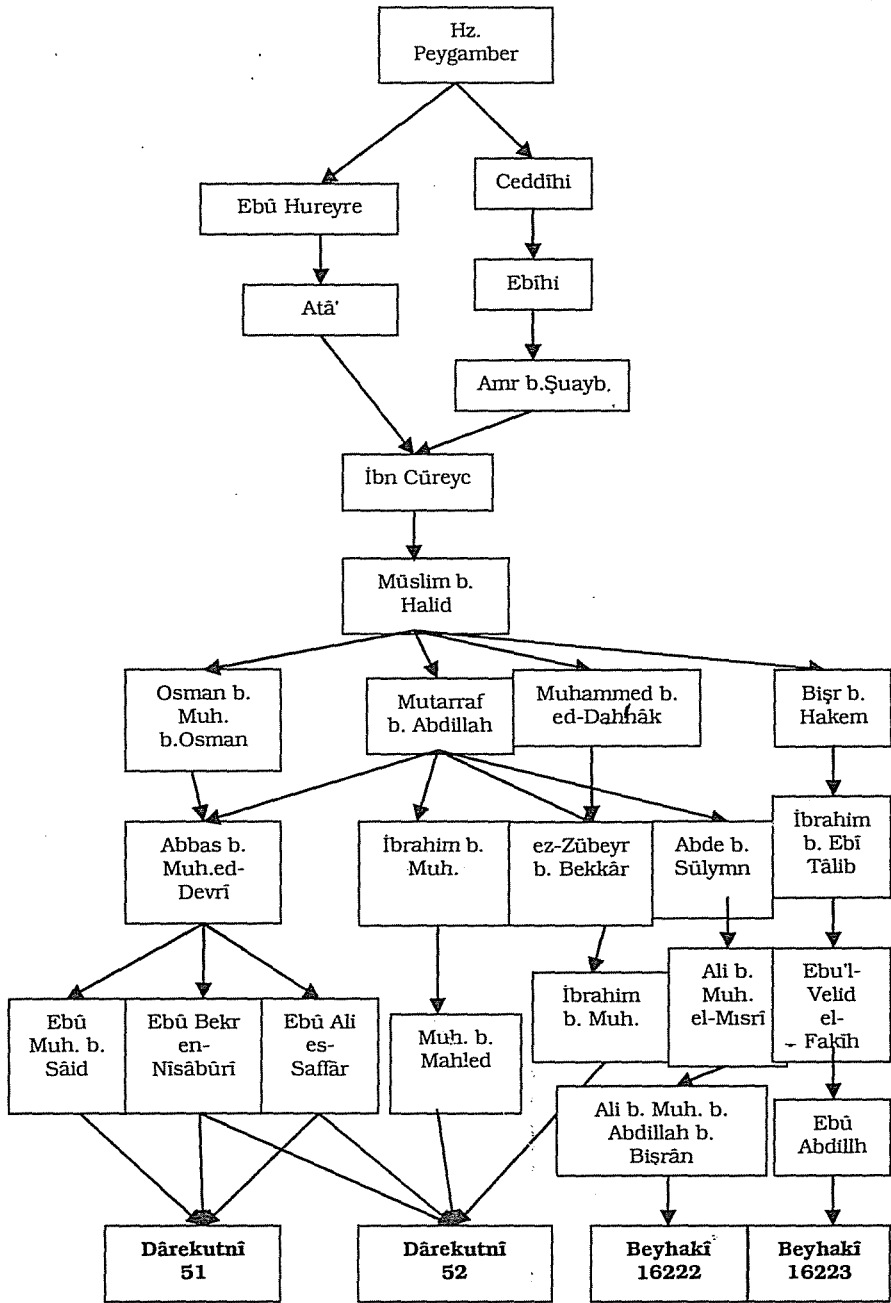 Hz.
Peygamber
Ceddîhi
Ebû Hureyre
Ebîhi
Atâ'
Amr b.Şuayb.
İbn Cüreyc
Müslim b.
Halid
Osman b.
Muh.
b.Osman
Mutarraf
b. Abdillah
Muhammed b.
ed-Dahhâk
Bişr b.
Hakem
Abbas b.
Muh.ed-
Devrî
İbrahim b.
Muh.
ez-Zübeyr
b. Bekkâr
Abde b.
Sülymn
İbrahim
b. Ebî
Tâlib
Ebû
Muh. b.
Sâid
Ebû Bekr
en-
Nîsâbûrî
Ebû Ali
es-
Saffâr
Muh. b.
Mahled
İbrahim
b. Muh.
Ali b.
Muh.
el-Mısrî
Ebu'l-
Velid
el-
Fakîh
Ali b. Muh. b.
Abdillah b.
Bişrân
Ebû
Abdillh
Dârekutnî
51
Dârekutnî
52
Beyhakî
16222
Beyhakî
16223